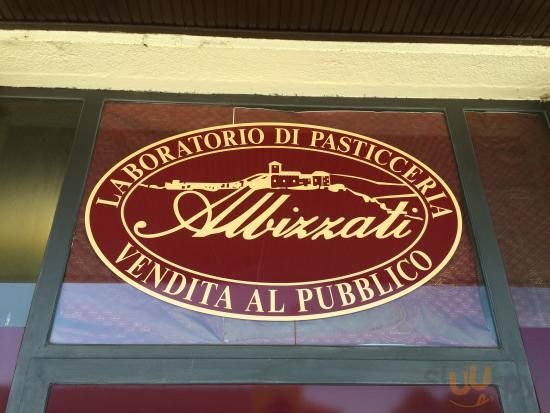 LABORATORIO DI PASTICCERIA
Albizzati
VENDITA AL PUBBLICO